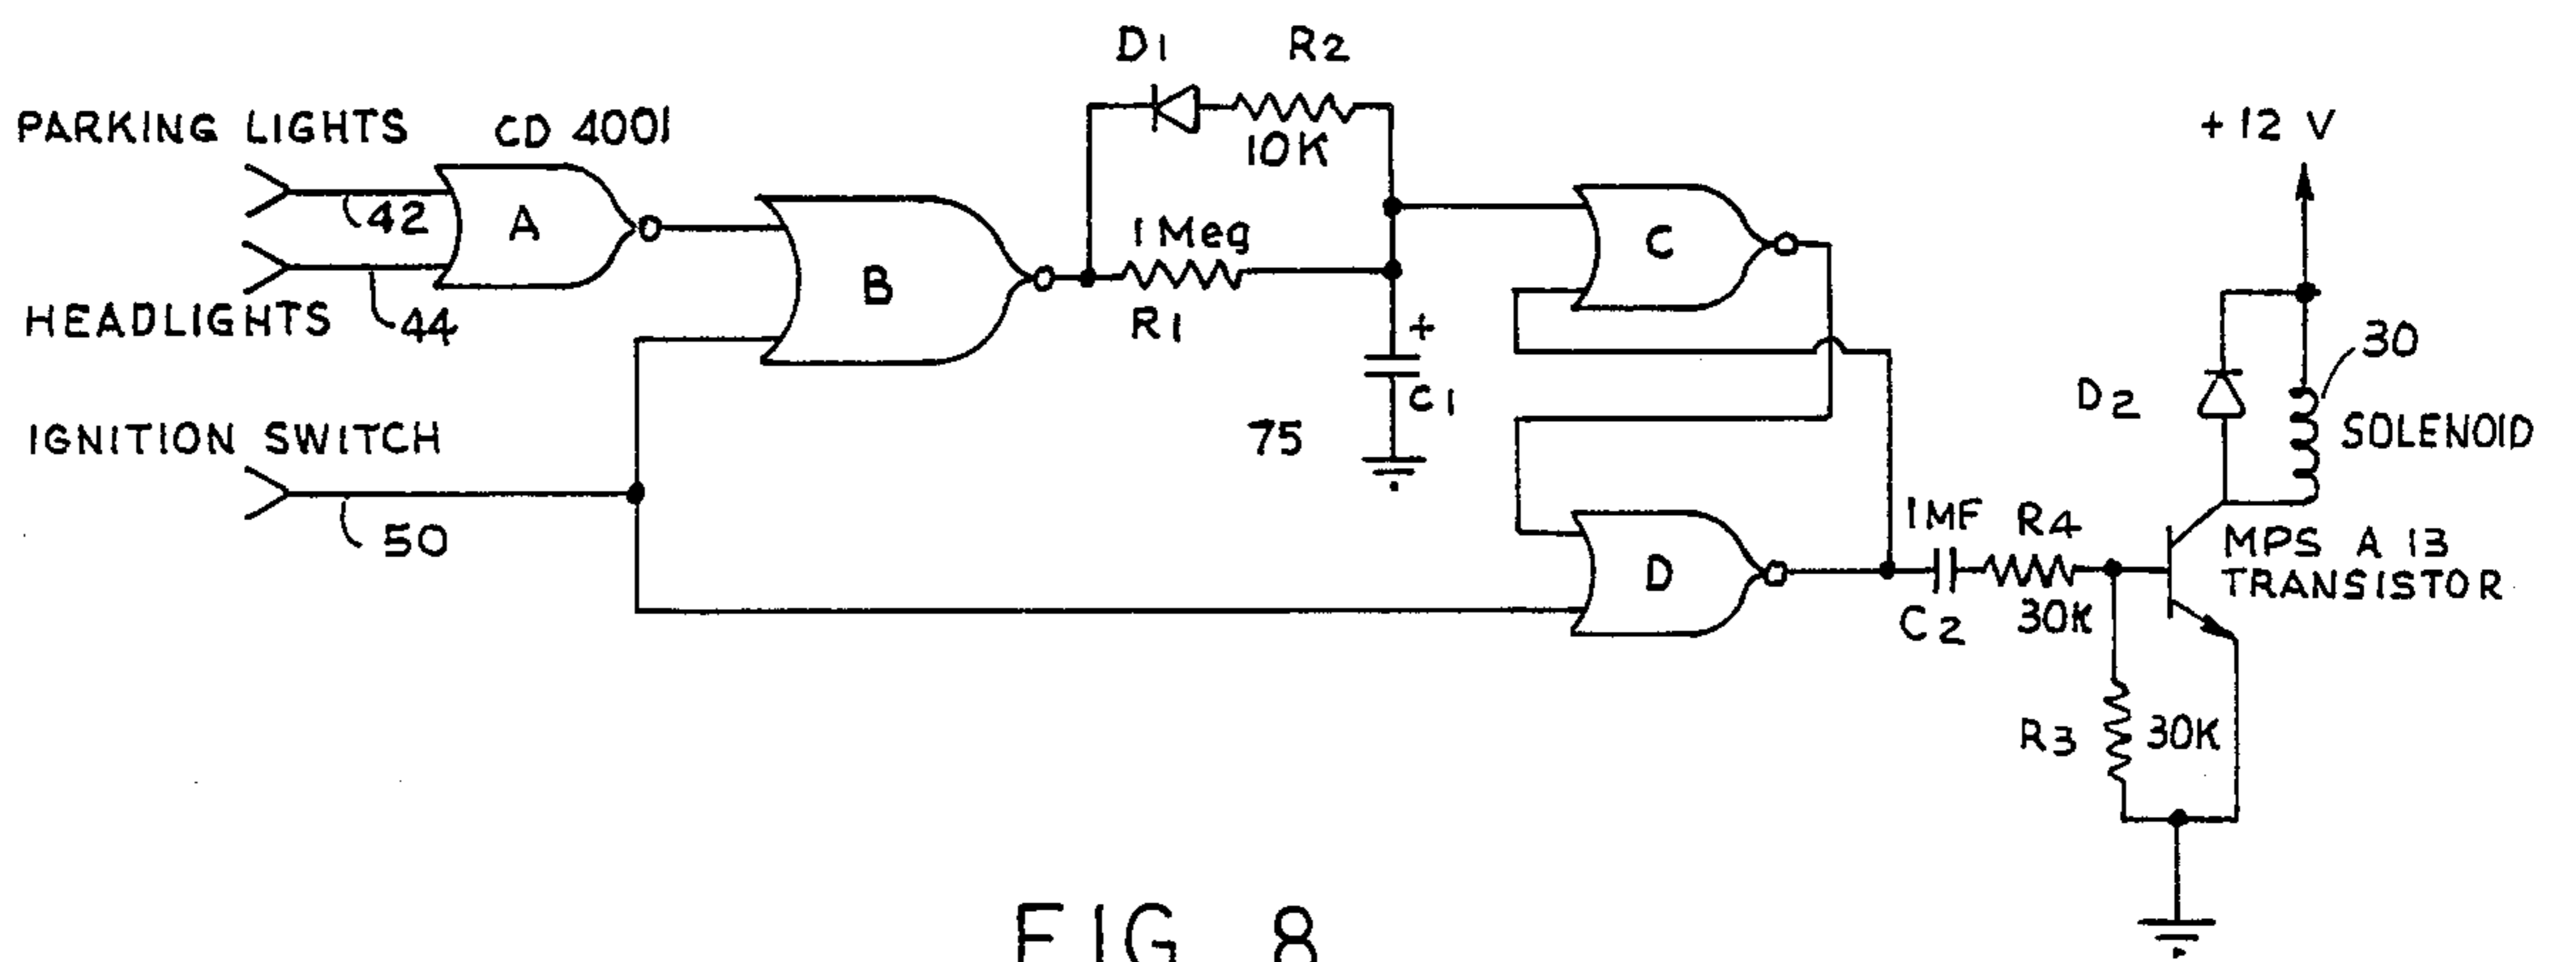 D1 R2
PARKING LIGHTS CD 4001
+12 V
10K
42
A
1 Meg
C
B
HEADLIGHTS
44
R1
+
30
C1
D2
IGNITION SWITCH
75
SOLENOID
50
1MF R4
MPS A 13
TRANSISTOR
D
C2
30K
R3 30K
FIG 8